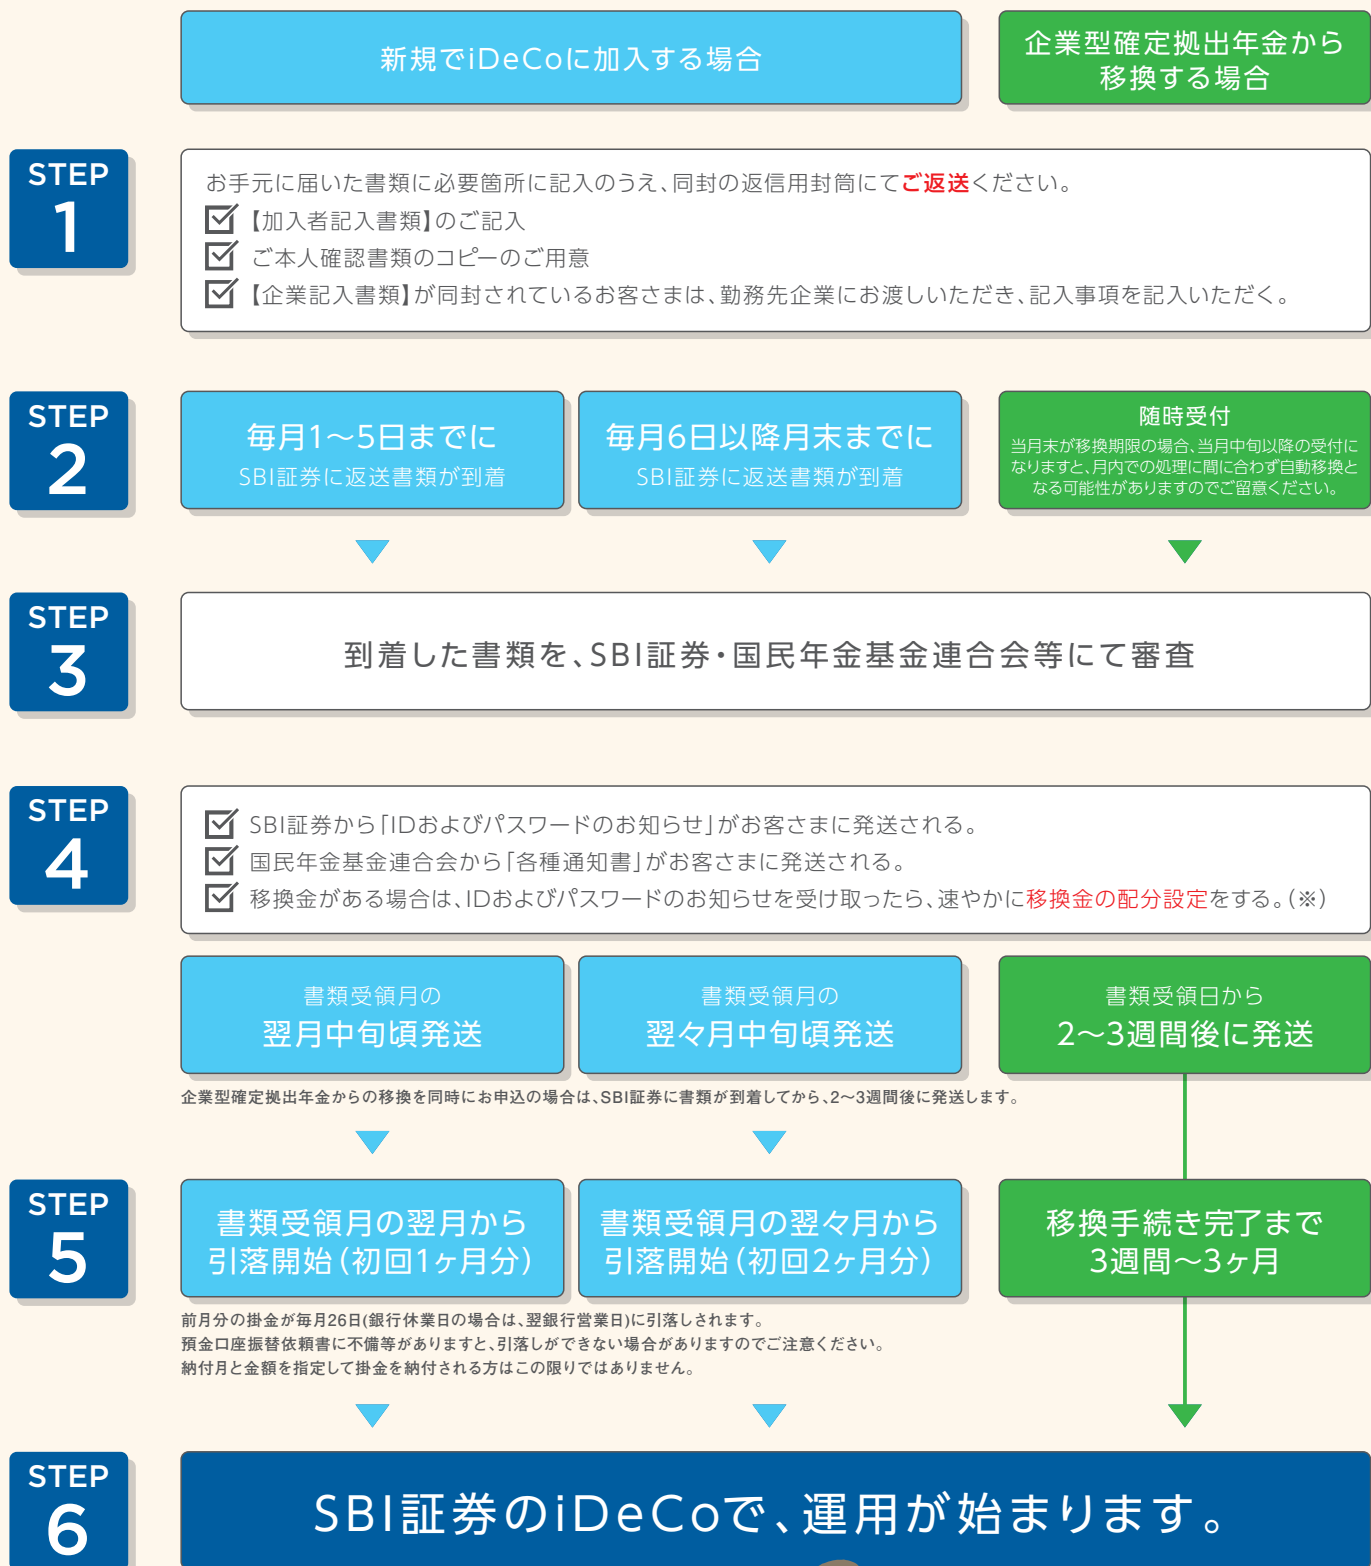 新規でiDeCoに加入する場合
企業型確定拠出年金から
移換する場合
STEP
1
お手元に届いた書類に必要箇所に記入のうえ、同封の返信用封筒にてご返送ください。
【加入者記入書類】のご記入
ご本人確認書類のコピーのご用意
【企業記入書類】が同封されているお客さまは、勤務先企業にお渡しいただき、記入事項を記入いただく。
STEP
2
毎月1～5日までに
SBI証券に返送書類が到着
毎月6日以降月末までに
SBI証券に返送書類が到着
随時受付
当月末が移換期限の場合、当月中旬以降の受付に
なりますと、月内での処理に間に合わず自動移換と
なる可能性がありますのでご留意ください。
STEP
3
到着した書類を、SBI証券・国民年金基金連合会等にて審査
STEP
4
SBI証券から「IDおよびパスワードのお知らせ」がお客さまに発送される。
国民年金基金連合会から「各種通知書」がお客さまに発送される。
移換金がある場合は、IDおよびパスワードのお知らせを受け取ったら、速やかに移換金の配分設定をする。(※)
書類受領月の
翌月中旬頃発送
書類受領月の
翌々月中旬頃発送
書類受領日から
2～3週間後に発送
企業型確定拠出年金からの移換を同時にお申込の場合は、SBI証券に書類が到着してから、2～3週間後に発送します。
STEP
5
書類受領月の翌月から
引落開始(初回1ヶ月分)
書類受領月の翌々月から
引落開始(初回2ヶ月分)
移換手続き完了まで
3週間～3ヶ月
前月分の掛金が毎月26日(銀行休業日の場合は、翌銀行営業日)に引落しされます。
預金口座振替依頼書に不備等がありますと、引落しができない場合がありますのでご注意ください。
納付月と金額を指定して掛金を納付される方はこの限りではありません。
STEP
6
SBI証券のiDeCoで、運用が始まります。